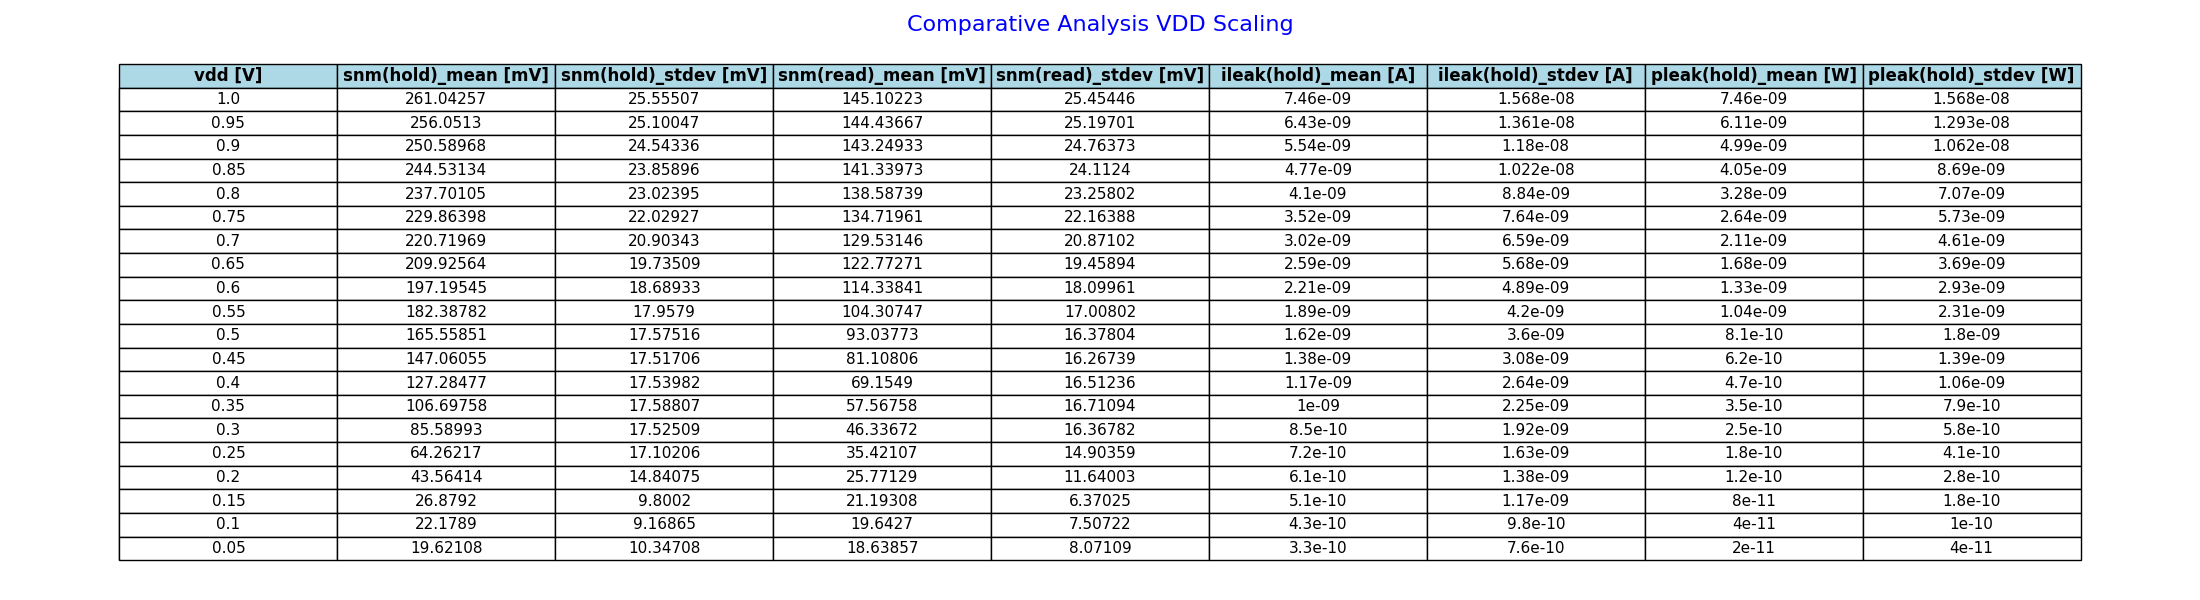 Comparative Analysis VDD Scaling
vdd [V] snm(hold)_mean [mV] snm(hold)_stdev [mV] snm(read)_mean [mV] snm(read)_stdev [mV] ileak(hold)_mean [A] ileak(hold)_stdev [A] pleak(hold)_mean [W] pleak(hold)_stdev [W]
1.0 261.04257 25.55507 145.10223 25.45446 7.46e-09 1.568e-08 7.46e-09 1.568e-08
0.95 256.0513 25.10047 144.43667 25.19701 6.43e-09 1.361e-08 6.11e-09 1.293e-08
0.9 250.58968 24.54336 143.24933 24.76373 5.54e-09 1.18e-08 4.99e-09 1.062e-08
0.85 244.53134 23.85896 141.33973 24.1124 4.77e-09 1.022e-08 4.05e-09 8.69e-09
0.8 237.70105 23.02395 138.58739 23.25802 4.1e-09 8.84e-09 3.28e-09 7.07e-09
0.75 229.86398 22.02927 134.71961 22.16388 3.52e-09 7.64e-09 2.64e-09 5.73e-09
0.7 220.71969 20.90343 129.53146 20.87102 3.02e-09 6.59e-09 2.11e-09 4.61e-09
0.65 209.92564 19.73509 122.77271 19.45894 2.59e-09 5.68e-09 1.68e-09 3.69e-09
0.6 197.19545 18.68933 114.33841 18.09961 2.21e-09 4.89e-09 1.33e-09 2.93e-09
0.55 182.38782 17.9579 104.30747 17.00802 1.89e-09 4.2e-09 1.04e-09 2.31e-09
0.5 165.55851 17.57516 93.03773 16.37804 1.62e-09 3.6e-09 8.1e-10 1.8e-09
0.45 147.06055 17.51706 81.10806 16.26739 1.38e-09 3.08e-09 6.2e-10 1.39e-09
0.4 127.28477 17.53982 69.1549 16.51236 1.17e-09 2.64e-09 4.7e-10 1.06e-09
0.35 106.69758 17.58807 57.56758 16.71094 1e-09 2.25e-09 3.5e-10 7.9e-10
0.3 85.58993 17.52509 46.33672 16.36782 8.5e-10 1.92e-09 2.5e-10 5.8e-10
0.25 64.26217 17.10206 35.42107 14.90359 7.2e-10 1.63e-09 1.8e-10 4.1e-10
0.2 43.56414 14.84075 25.77129 11.64003 6.1e-10 1.38e-09 1.2e-10 2.8e-10
0.15 26.8792 9.8002 21.19308 6.37025 5.1e-10 1.17e-09 8e-11 1.8e-10
0.1 22.1789 9.16865 19.6427 7.50722 4.3e-10 9.8e-10 4e-11 1e-10
0.05 19.62108 10.34708 18.63857 8.07109 3.3e-10 7.6e-10 2e-11 4e-11